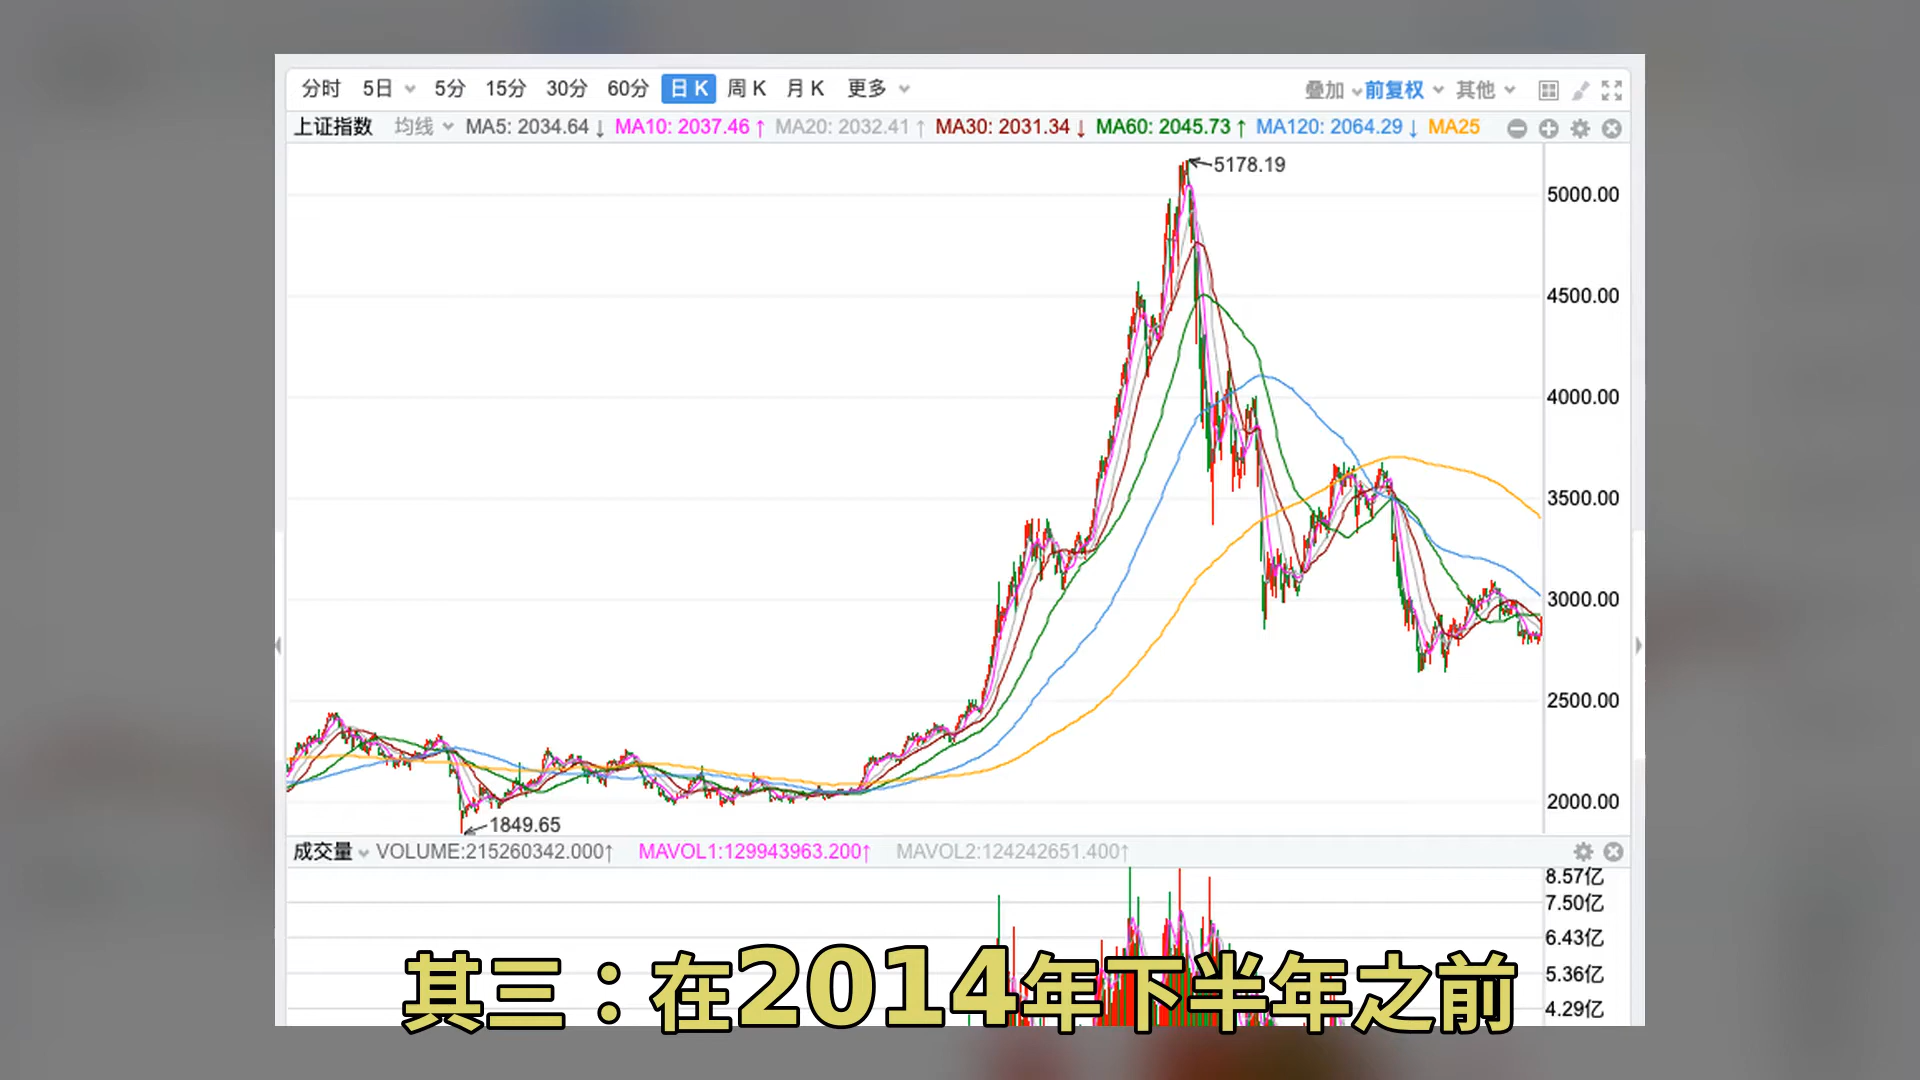 分时 5日 5分 15分 30分 60分 日K 周K 月K 更多 叠加 前复权 其他
上证指数 均线 MA5: 2034.64↓ MA10: 2037.46↑ MA20: 2032.41↑ MA30: 2031.34↓ MA60: 2045.73↑ MA120: 2064.29↓ MA25
5178.19
5000.00
4500.00
4000.00
3500.00
3000.00
2500.00
2000.00
1849.65
成交量 VOLUME:215260342.000↑ MAVOL1:129943963.200↑ MAVOL2:124242651.400↑
8.57亿
7.50亿
6.43亿
5.36亿
4.29亿
其三：在2014年下半年之前